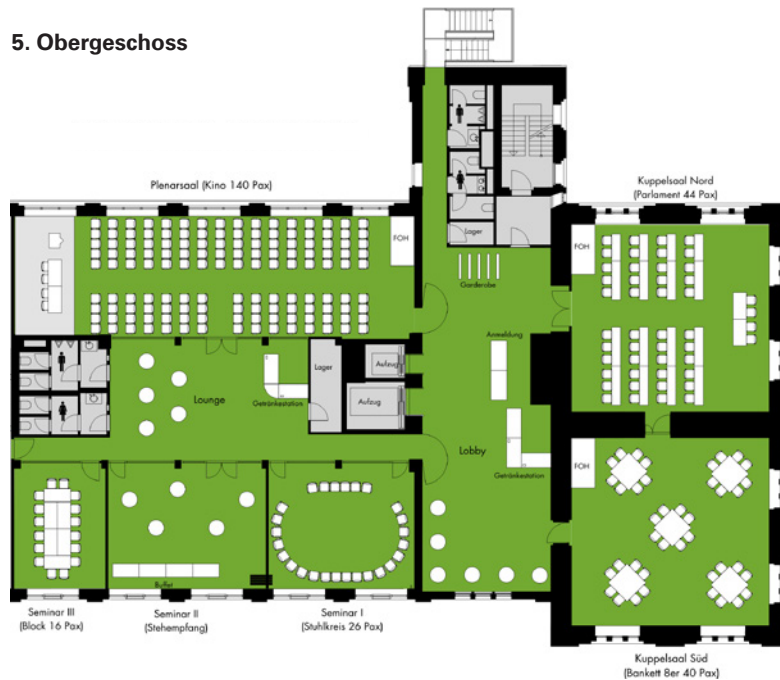 5. Obergeschoss
Plenarsaal (Kino 140 Pax)
Kuppelsaal Nord
(Parlament 44 Pax)
FOH
Lager
FOH
Garderobe
Anmeldung
Lager
Aufzug
Aufzug
Lounge
Getränkestation
Lobby
FOH
Getränkestation
Buffet
Seminar III
(Block 16 Pax)
Seminar II
(Stehempfang)
Seminar I
(Stuhlkreis 26 Pax)
Kuppelsaal Süd
(Bankett 8er 40 Pax)